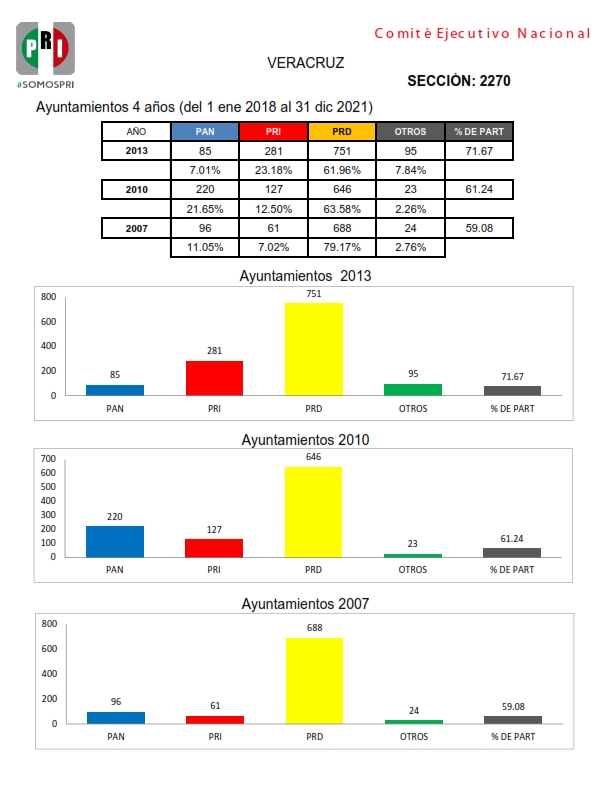 Comité Ejecutivo Nacional
PRI
#SOMOSPRI
VERACRUZ
SECCIÓN: 2270
Ayuntamientos 4 años (del 1 ene 2018 al 31 dic 2021)
AÑO PAN PRI PRD OTROS % DE PART
2013 85 281 751 95 71.67
7.01% 23.18% 61.96% 7.84%
2010 220 127 646 23 61.24
21.65% 12.50% 63.58% 2.26%
2007 96 61 688 24 59.08
11.05% 7.02% 79.17% 2.76%
Ayuntamientos 2013
800
600
400
200
0
85 281 751 95 71.67
PAN PRI PRD OTROS % DE PART
Ayuntamientos 2010
700
600
500
400
300
200
100
0
220 127 646 23 61.24
PAN PRI PRD OTROS % DE PART
Ayuntamientos 2007
800
600
400
200
0
96 61 688 24 59.08
PAN PRI PRD OTROS % DE PART